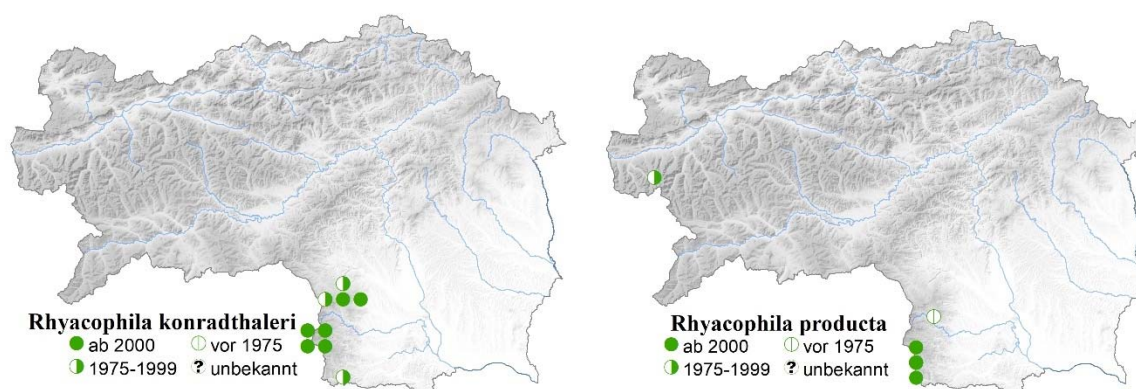 Rhyacophila konradthaleri
ab 2000 vor 1975
1975-1999 ? unbekannt
Rhyacophila producta
ab 2000 vor 1975
1975-1999 ? unbekannt